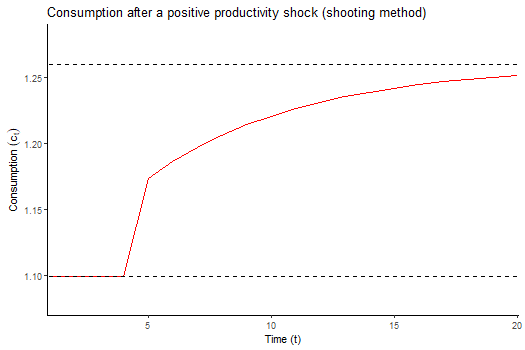 Consumption after a positive productivity shock (shooting method)
Consumption (cₜ)
1.25
1.20
1.15
1.10
5
10
15
20
Time (t)